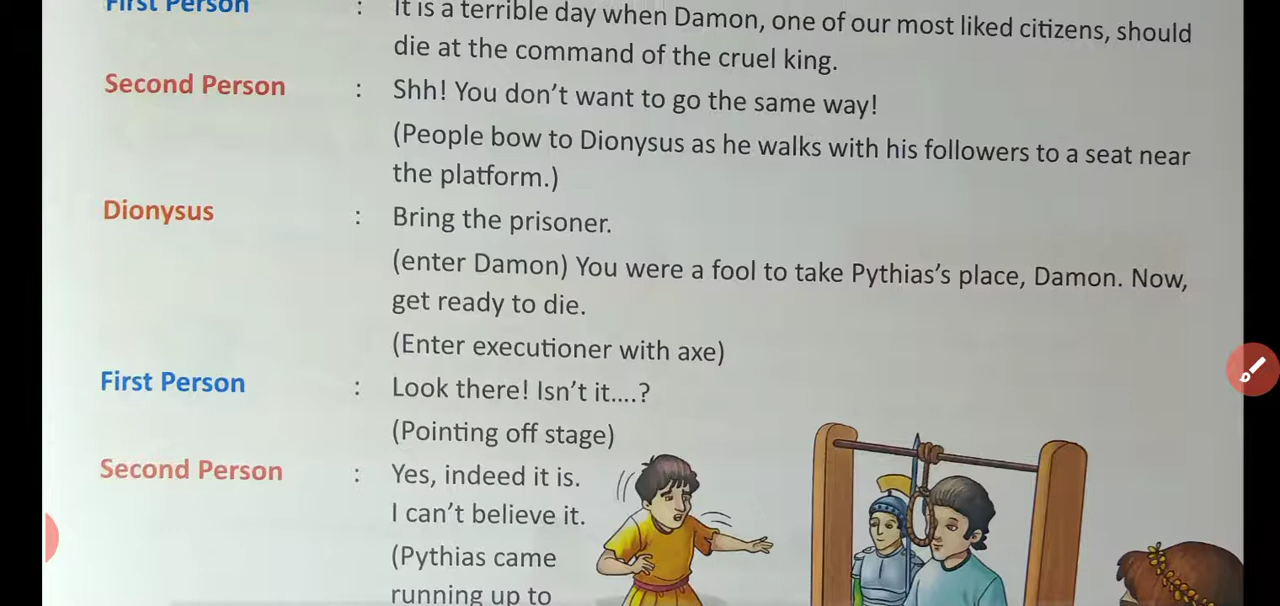 First Person : It is a terrible day when Damon, one of our most liked citizens, should
die at the command of the cruel king.
Second Person : Shh! You don't want to go the same way!
(People bow to Dionysus as he walks with his followers to a seat near
the platform.)
Dionysus : Bring the prisoner.
(enter Damon) You were a fool to take Pythias's place, Damon. Now,
get ready to die.
(Enter executioner with axe)
First Person : Look there! Isn't it....?
(Pointing off stage)
Second Person : Yes, indeed it is.
I can't believe it.
(Pythias came
running up to